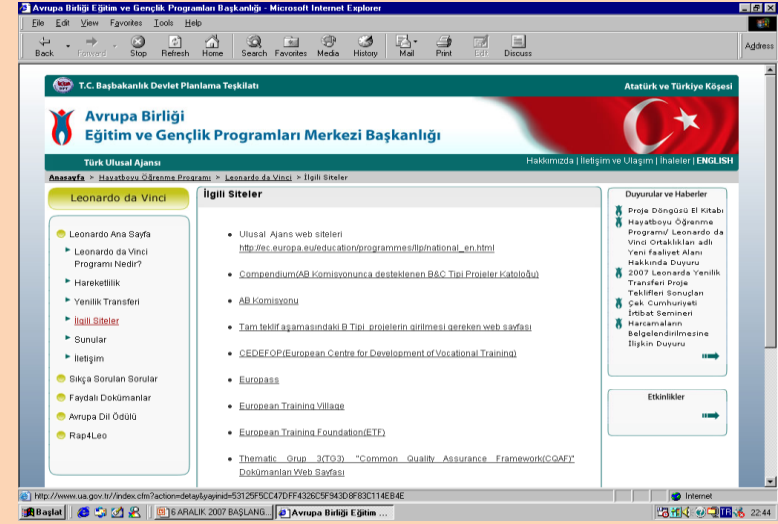 Avrupa Birliği Eğitim ve Gençlik Programları Başkanlığı - Microsoft Internet Explorer
File Edit View Favorites Tools Help
Back Forward Stop Refresh Home Search Favorites Media History Mail Print Edit Discuss Address
T.C. Başbakanlık Devlet Planlama Teşkilatı Atatürk ve Türkiye Köşesi
Avrupa Birliği
Eğitim ve Gençlik Programları Merkezi Başkanlığı
Türk Ulusal Ajansı Hakkımızda | İletişim ve Ulaşım | İhaleler | ENGLISH
Anasayfa > Hayatboyu Öğrenme Programı > Leonardo da Vinci > İlgili Siteler
Leonardo da Vinci
Leonardo Ana Sayfa
Leonardo da Vinci
Programı Nedir?
Hareketlilik
Yenilik Transferi
İlgili Siteler
Sunular
İletişim
Sıkça Sorulan Sorular
Faydalı Dokümanlar
Avrupa Dil Ödülü
Rap4Leo
İlgili Siteler
Ulusal Ajans web siteleri
http://ec.europa.eu/education/programmes/llp/national_en.html
Compendium(AB Komisyonunca desteklenen B&C Tipi Projeler Katoloğu)
AB Komisyonu
Tam teklif aşamasındaki B Tipi projelerin girilmesi gereken web sayfası
CEDEFOP(European Centre for Development of Vocational Training)
Europass
European Training Village
European Training Foundation(ETF)
Thematic Grup 3(TG3) "Common Quality Assurance Framework(CQAF)"
Dokümanları Web Sayfası
Duyurular ve Haberler
Proje Döngüsü El Kitabı
Hayatboyu Öğrenme
Programı/ Leonardo da
Vinci Ortaklıkları adlı
Yeni faaliyet Alanı
Hakkında Duyuru
2007 Leonarda Yenilik
Transferi Proje
Teklifleri Sonuçları
Çek Cumhuriyeti
İrtibat Semineri
Harcamaların
Belgelendirilmesine
İlişkin Duyuru
Etkinlikler
http://www.ua.gov.tr//index.cfm?action=detay&yayinid=53125F5CC47DFF4326C5F943D8F83C114EB4E Internet
Başlat 6 ARALIK 2007 BAŞLANG... Avrupa Birliği Eğitim ... TR 22:44